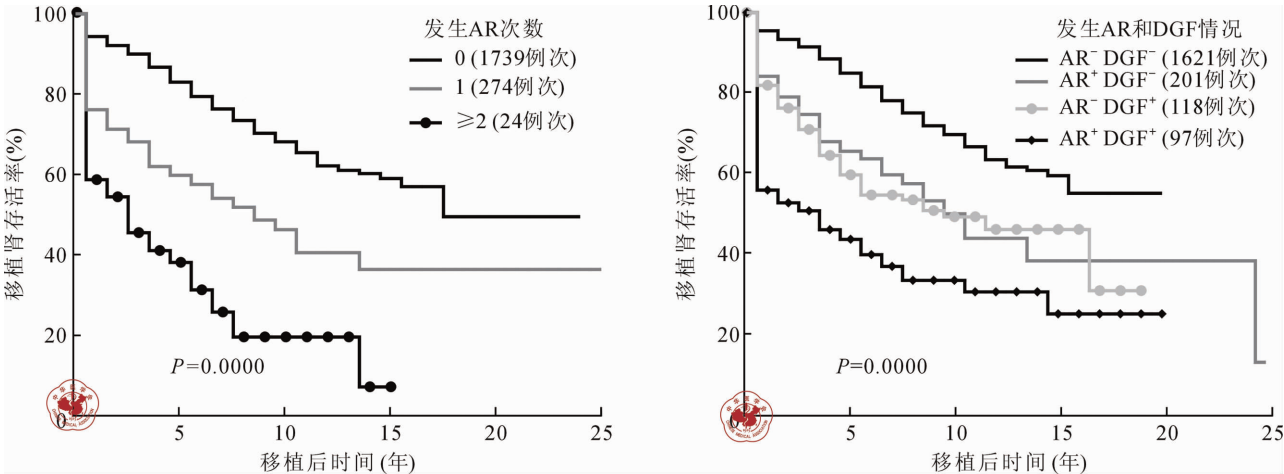 发生AR次数
0 (1739例次)
1 (274例次)
≥2 (24例次)
移植肾存活率(%)
100
80
60
40
20
0
P=0.0000
5
10
15
20
25
移植后时间 (年)
发生AR和DGF情况
AR⁻ DGF⁻ (1621例次)
AR⁺ DGF⁻ (201例次)
AR⁻ DGF⁺ (118例次)
AR⁺ DGF⁺ (97例次)
移植肾存活率(%)
100
80
60
40
20
0
P=0.0000
5
10
15
20
25
移植后时间 (年)